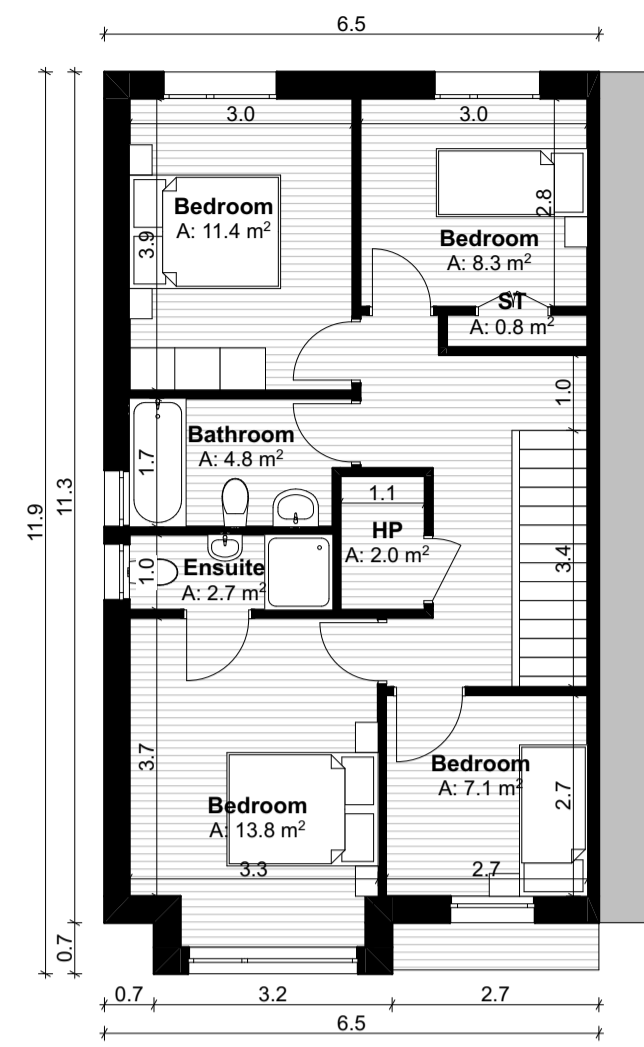 6.5
3.0
3.0
2.8
Bedroom
A: 11.4 m²
3.9
Bedroom
A: 8.3 m²
ST
A: 0.8 m²
1.0
Bathroom
A: 4.8 m²
1.7
1.1
11.9
11.3
HP
A: 2.0 m²
3.4
1.0
Ensuite
A: 2.7 m²
3.7
Bedroom
A: 7.1 m²
2.7
Bedroom
A: 13.8 m²
3.3
2.7
0.7
0.7
3.2
2.7
6.5